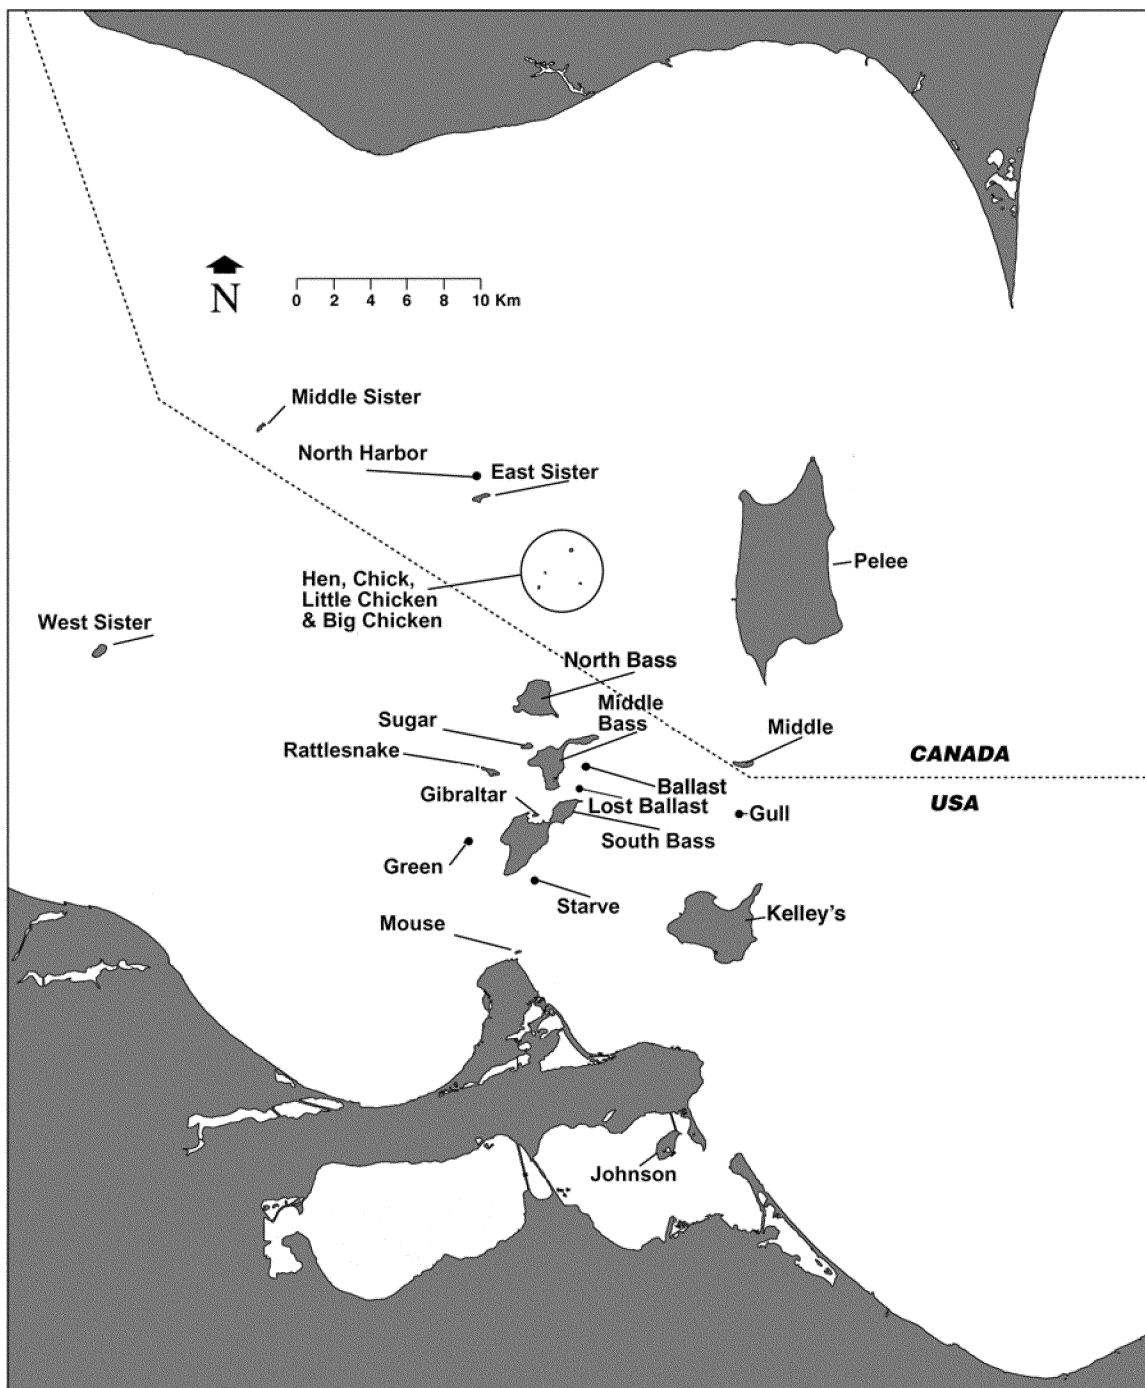 N
0 2 4 6 8 10 Km
Middle Sister
North Harbor
East Sister
Pelee
Hen, Chick,
Little Chicken
& Big Chicken
West Sister
North Bass
Middle
Bass
Sugar
Middle
Rattlesnake
CANADA
Ballast
Gibraltar
Lost Ballast
USA
Gull
South Bass
Green
Starve
Kelley's
Mouse
Johnson